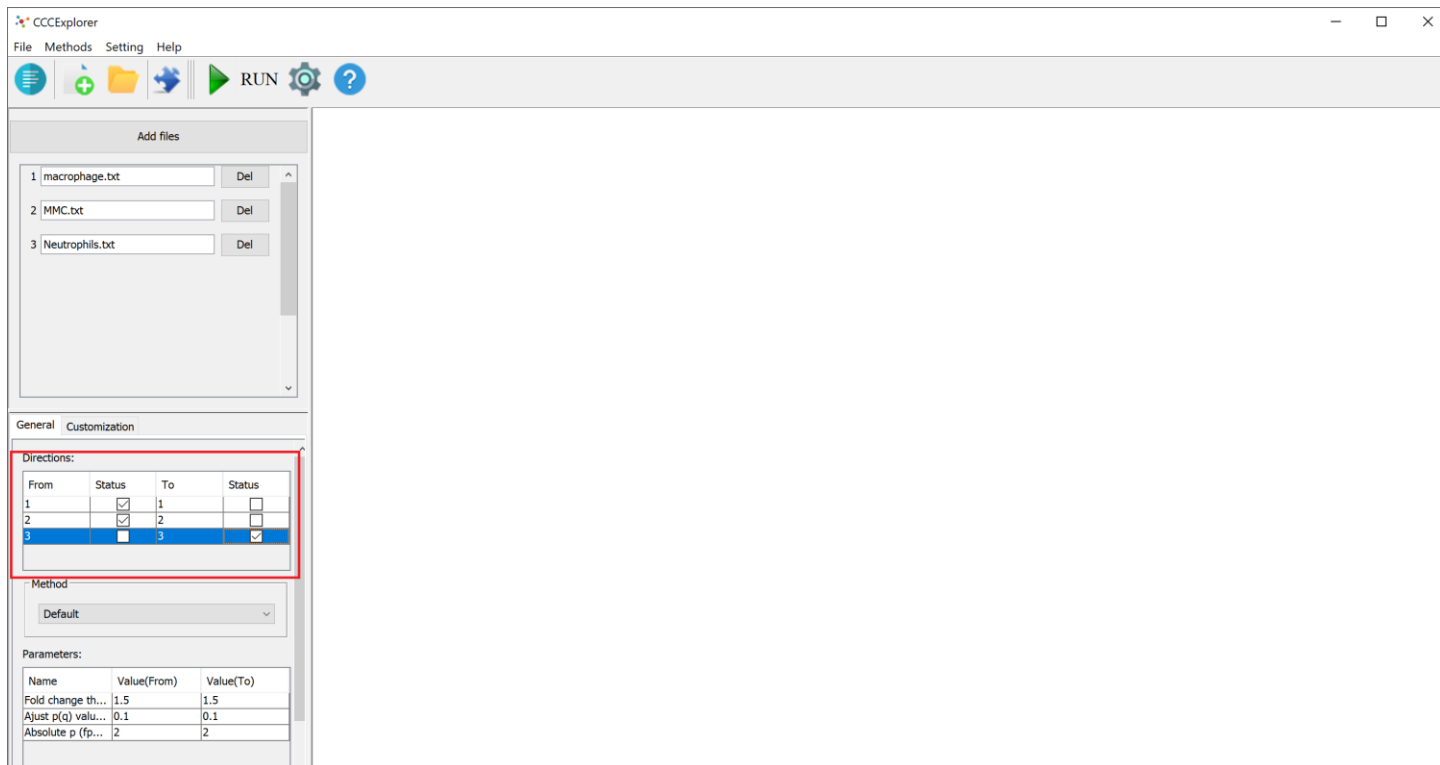 CCCExplorer
File Methods Setting Help
RUN
Add files
1 macrophage.txt Del
2 MMC.txt Del
3 Neutrophils.txt Del
General Customization
Directions:
From Status To Status
1 1
2 2
3 3
Method
Default
Parameters:
Name Value(From) Value(To)
Fold change th... 1.5 1.5
Ajust p(q) valu... 0.1 0.1
Absolute p (fp... 2 2